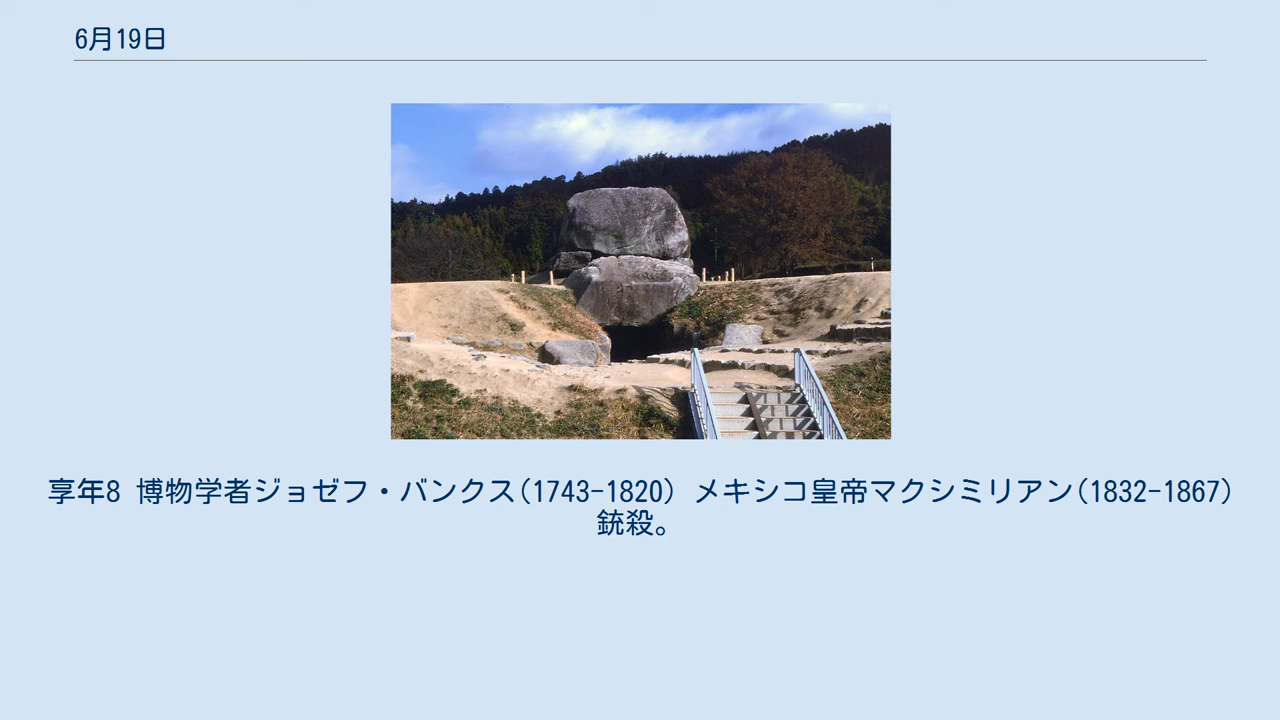 6月19日
享年8 博物学者ジョゼフ・バンクス(1743-1820) メキシコ皇帝マクシミリアン(1832-1867)
銃殺。